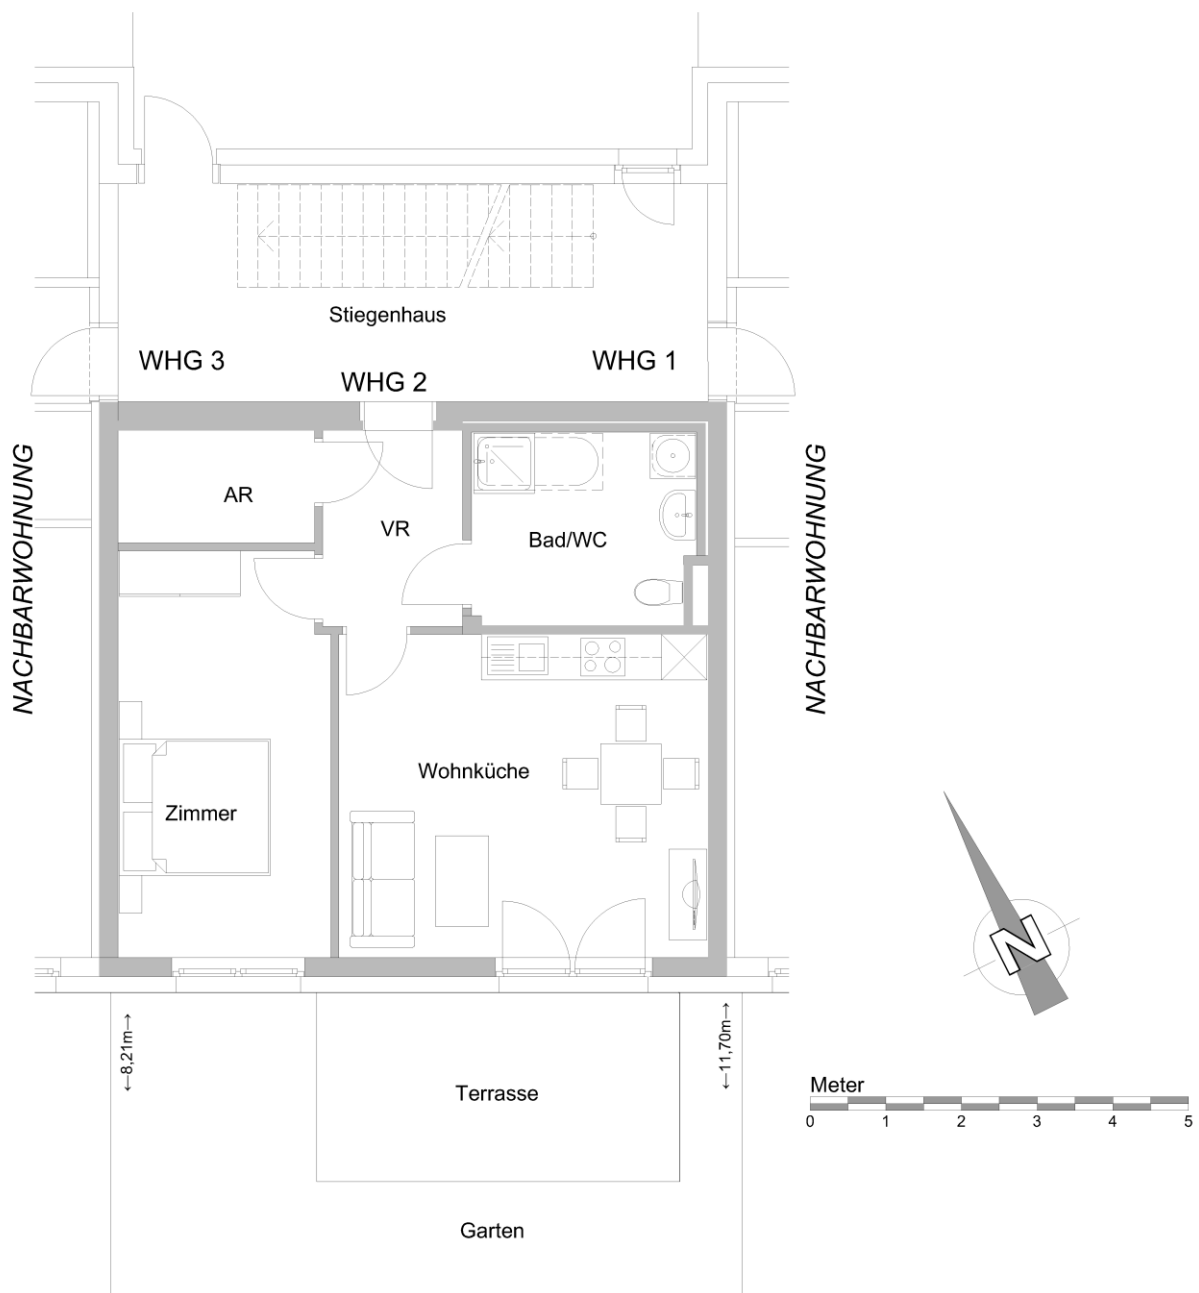 Stiegenhaus
WHG 3
WHG 1
WHG 2
NACHBARWOHNUNG
NACHBARWOHNUNG
AR
VR
Bad/WC
Wohnküche
Zimmer
N
←8,21m→
←11,70m→
Terrasse
Meter
0 1 2 3 4 5
Garten